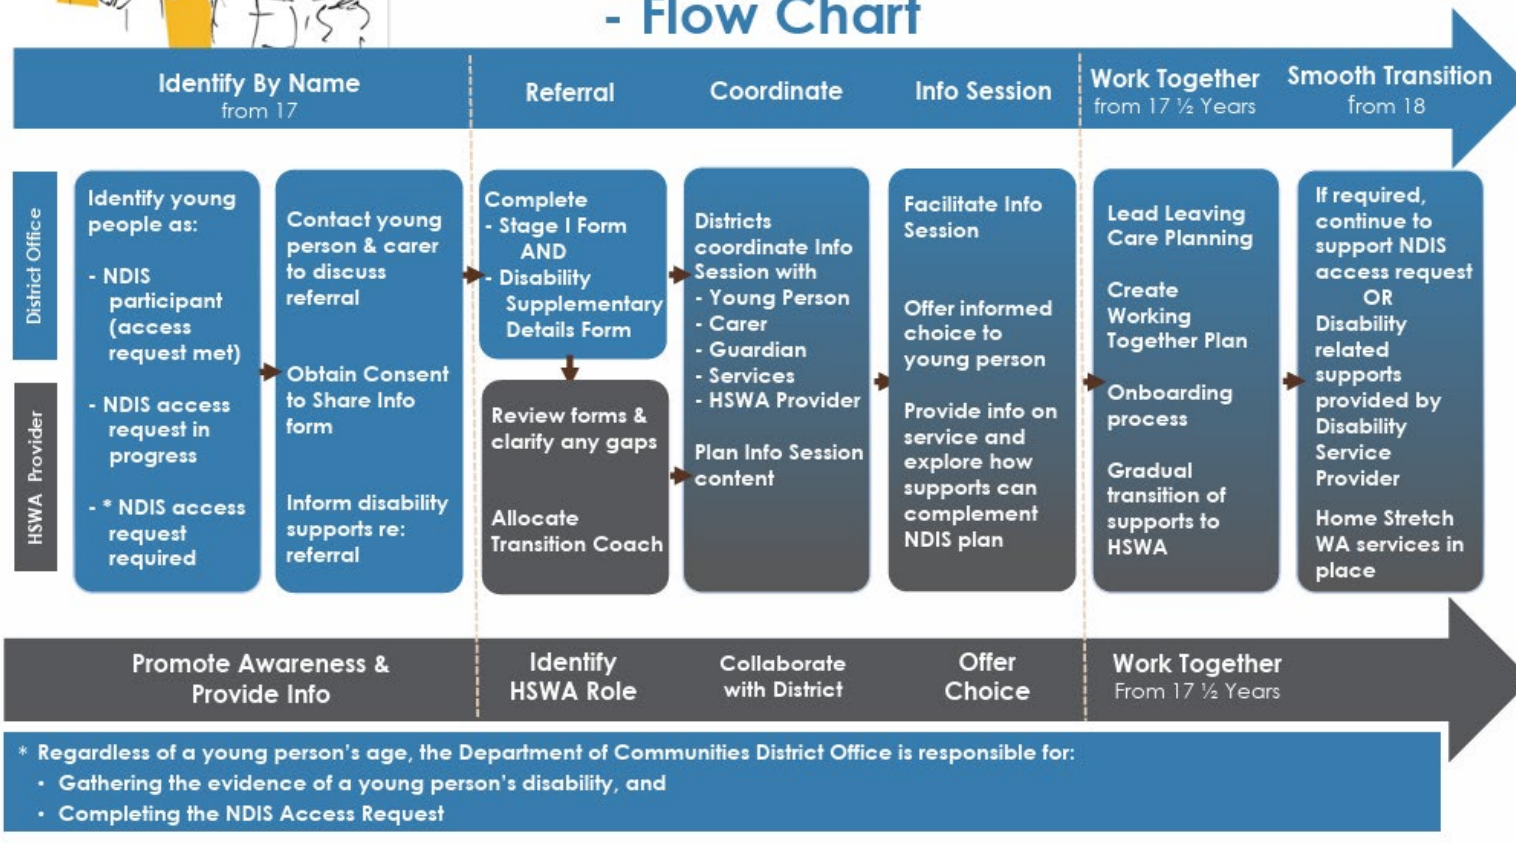 - Flow Chart
Identify By Name
from 17
Referral
Coordinate
Info Session
Work Together
from 17 ½ Years
Smooth Transition
from 18
District Office
HSWA Provider
Identify young
people as:
- NDIS
participant
(access
request met)
- NDIS access
request in
progress
- * NDIS access
request
required
Contact young
person & carer
to discuss
referral
Obtain Consent
to Share Info
form
Inform disability
supports re:
referral
Complete
- Stage I Form
AND
- Disability
Supplementary
Details Form
Review forms &
clarify any gaps
Allocate
Transition Coach
Districts
coordinate Info
Session with
- Young Person
- Carer
- Guardian
- Services
- HSWA Provider
Plan Info Session
content
Facilitate Info
Session
Offer informed
choice to
young person
Provide info on
service and
explore how
supports can
complement
NDIS plan
Lead Leaving
Care Planning
Create
Working
Together Plan
Onboarding
process
Gradual
transition of
supports to
HSWA
If required,
continue to
support NDIS
access request
OR
Disability
related
supports
provided by
Disability
Service
Provider
Home Stretch
WA services in
place
Promote Awareness &
Provide Info
Identify
HSWA Role
Collaborate
with District
Offer
Choice
Work Together
From 17 ½ Years
* Regardless of a young person's age, the Department of Communities District Office is responsible for:
• Gathering the evidence of a young person's disability, and
• Completing the NDIS Access Request